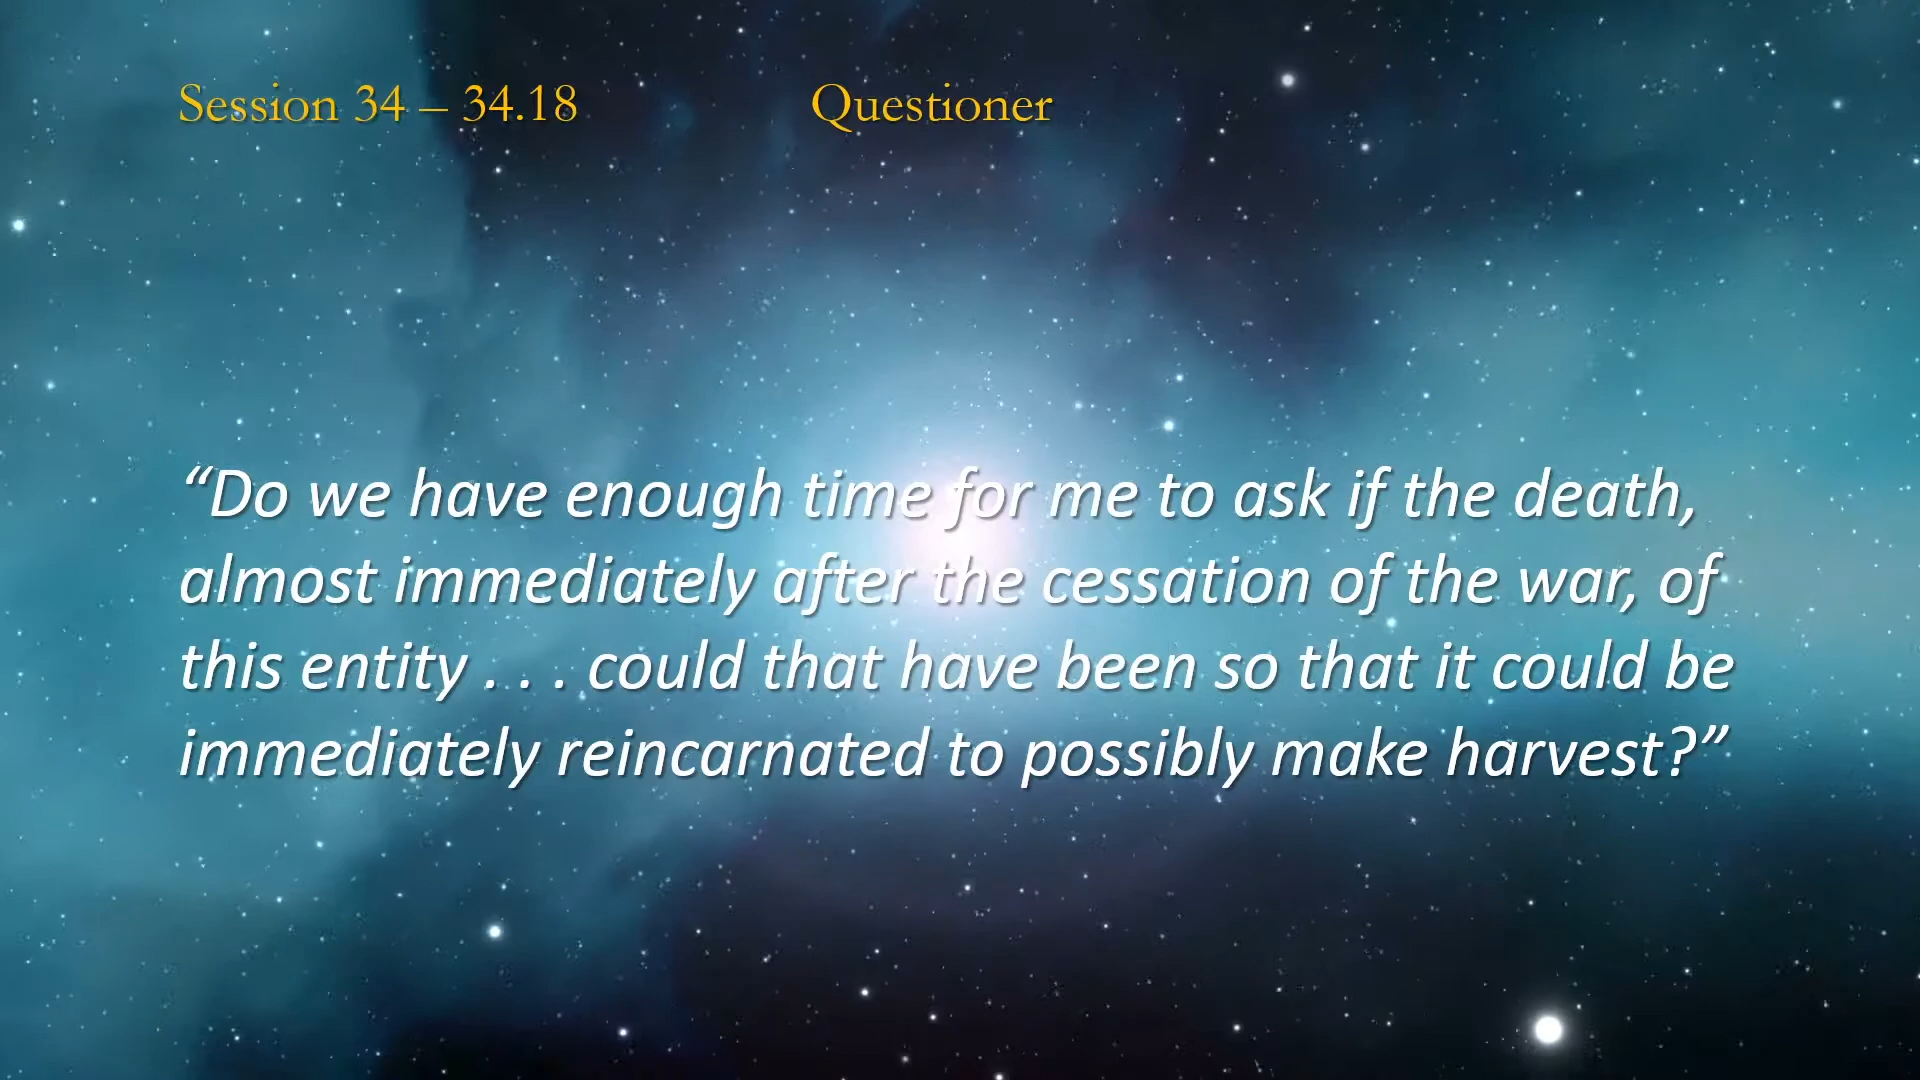 Session 34 – 34.18 Questioner
“Do we have enough time for me to ask if the death,
almost immediately after the cessation of the war, of
this entity . . . could that have been so that it could be
immediately reincarnated to possibly make harvest?”